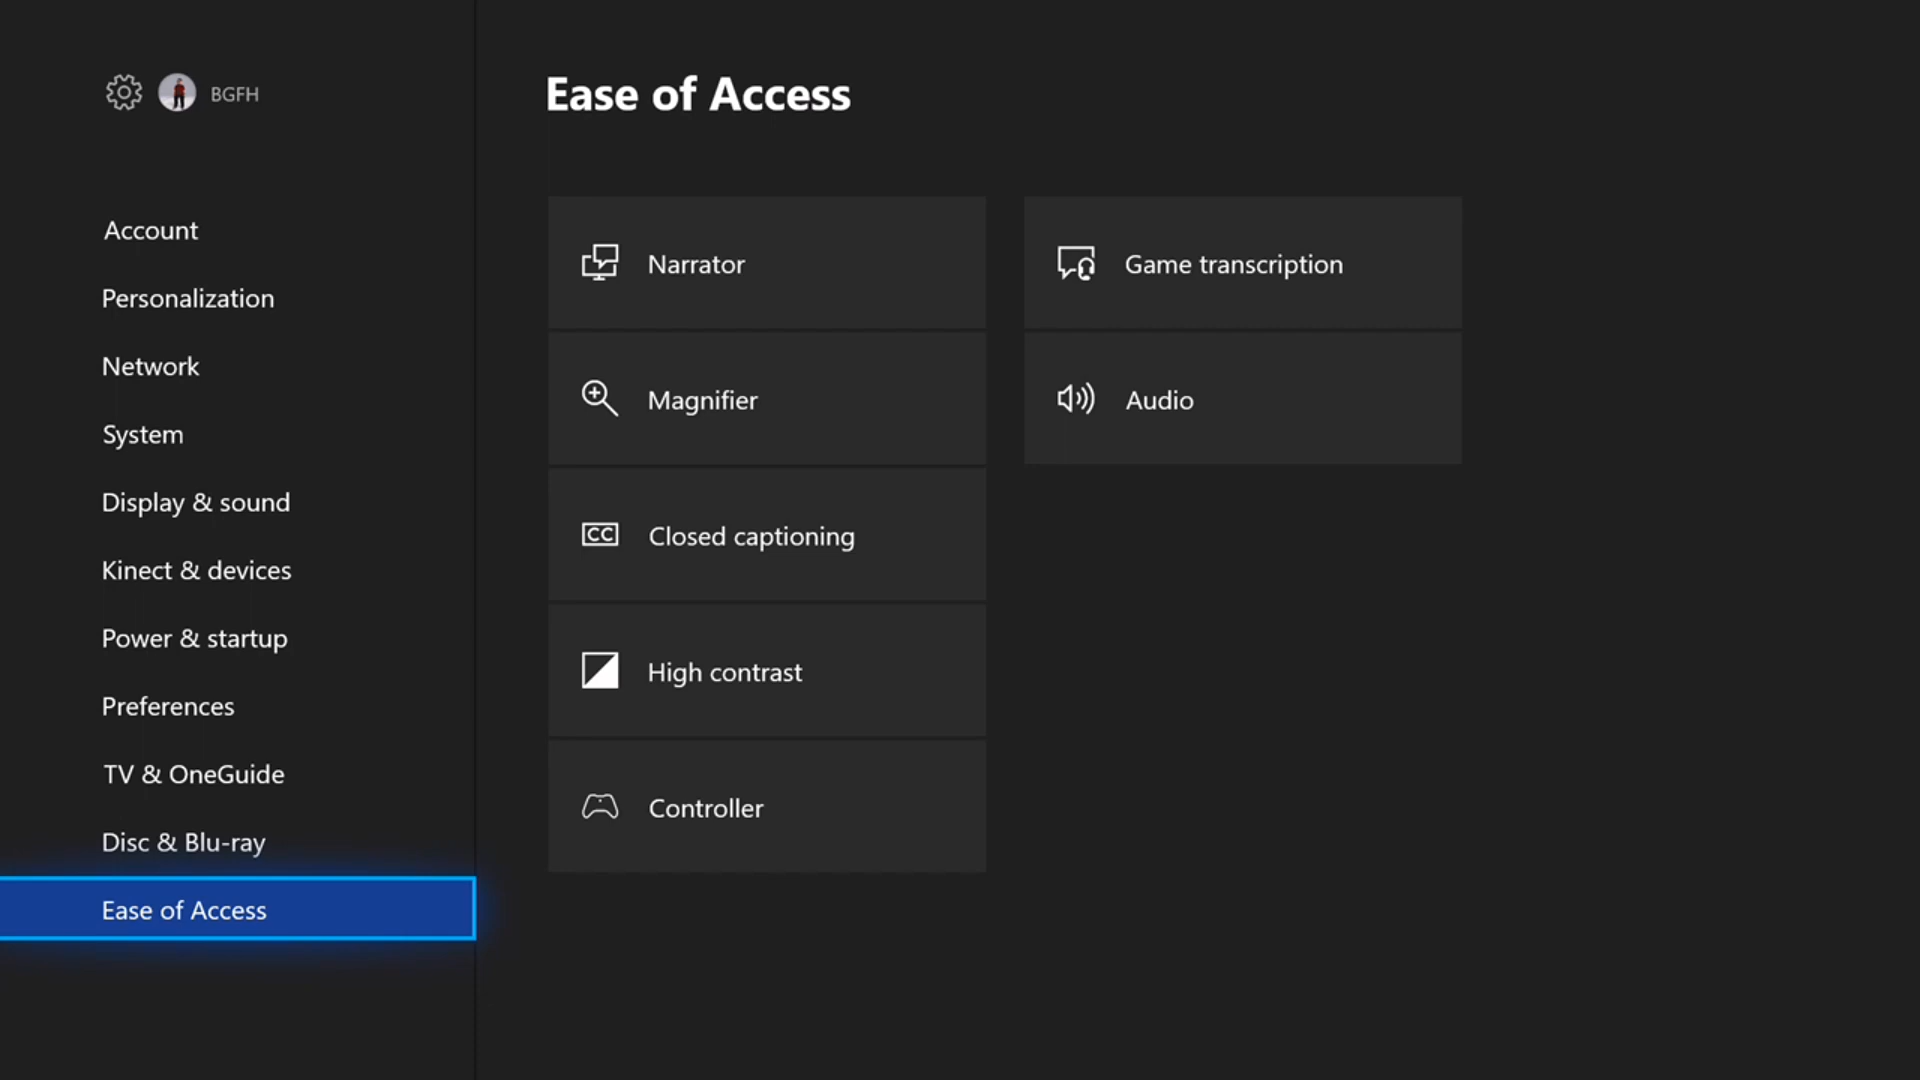 BGFH
Account
Personalization
Network
System
Display & sound
Kinect & devices
Power & startup
Preferences
TV & OneGuide
Disc & Blu-ray
Ease of Access
Ease of Access
Narrator
Magnifier
CC Closed captioning
High contrast
Controller
Game transcription
Audio